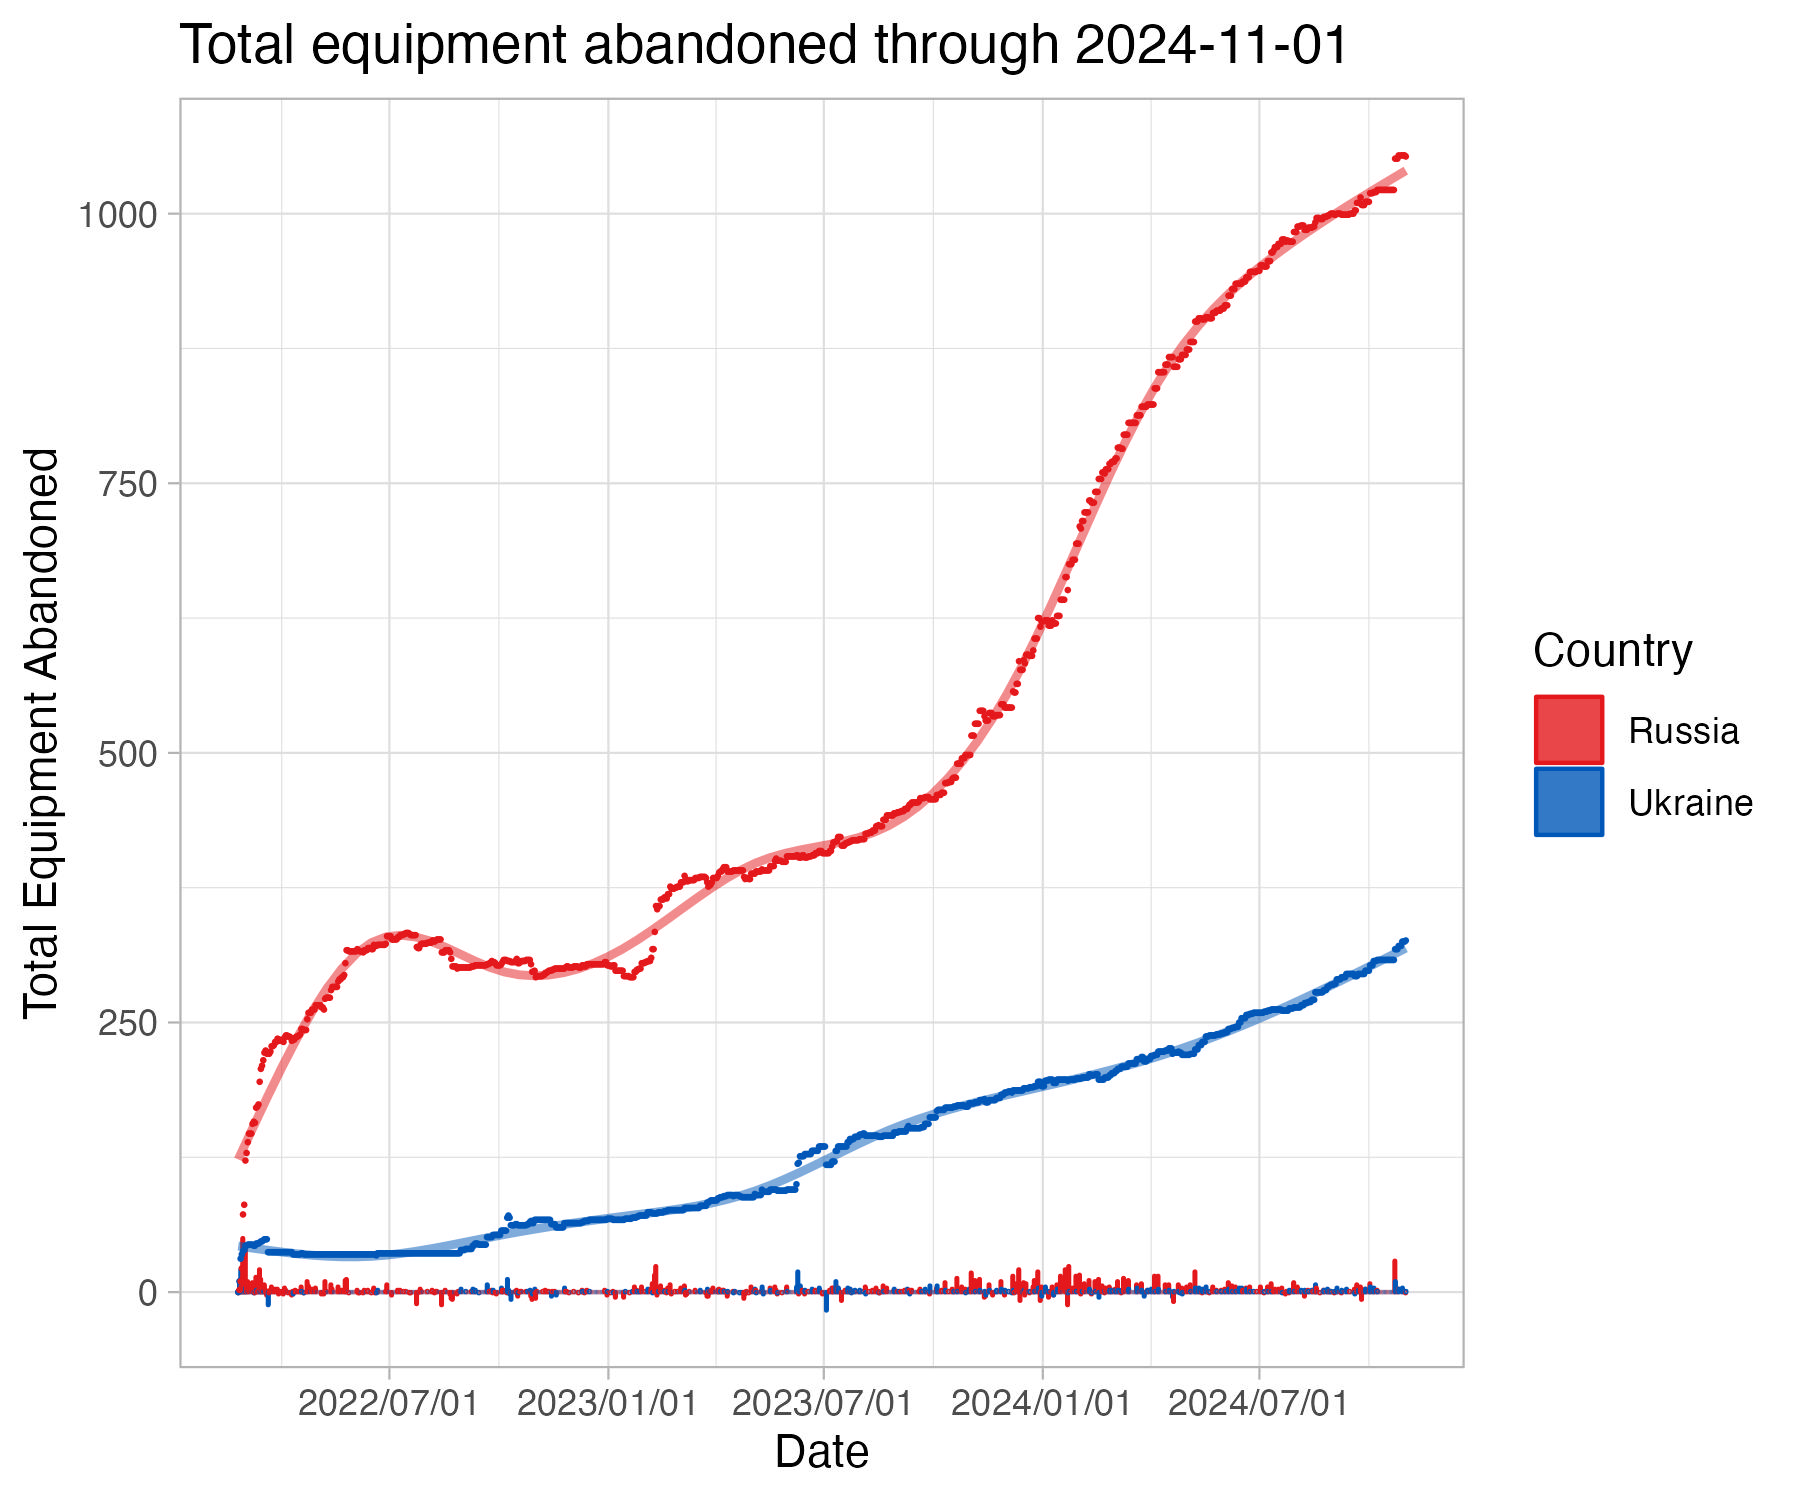 Total equipment abandoned through 2024-11-01
Total Equipment Abandoned
1000
750
500
250
0
2022/07/01
2023/01/01
2023/07/01
2024/01/01
2024/07/01
Date
Country
Russia
Ukraine